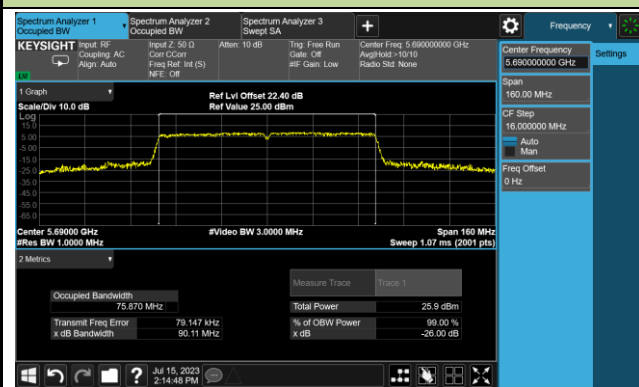 Spectrum Analyzer 1
Occupied BW
Spectrum Analyzer 2
Occupied BW
Spectrum Analyzer 3
Swept SA
+
Frequency
KEYSIGHT
Input: RF
Coupling: AC
Align: Auto
Input Z: 50 Ω
Corr CCorr
Freq Ref: Int (S)
NFE: Off
Atten: 10 dB
Trig: Free Run
Gate: Off
#IF Gain: Low
Center Freq: 5.690000000 GHz
Avg|Hold:>10/10
Radio Std: None
Center Frequency
5.690000000 GHz
Settings
Span
160.00 MHz
CF Step
16.000000 MHz
Auto
Man
Freq Offset
0 Hz
1 Graph
Scale/Div 10.0 dB
Ref Lvl Offset 22.40 dB
Ref Value 25.00 dBm
Log
15.0
5.00
-5.00
-15.0
-25.0
-35.0
-45.0
-55.0
-65.0
Center 5.69000 GHz
#Res BW 1.0000 MHz
#Video BW 3.0000 MHz
Span 160 MHz
Sweep 1.07 ms (2001 pts)
2 Metrics
Measure Trace
Trace 1
Occupied Bandwidth
75.870 MHz
Total Power
25.9 dBm
Transmit Freq Error
79.147 kHz
% of OBW Power
99.00 %
x dB Bandwidth
90.11 MHz
x dB
-26.00 dB
?
Jul 15, 2023
2:14:48 PM